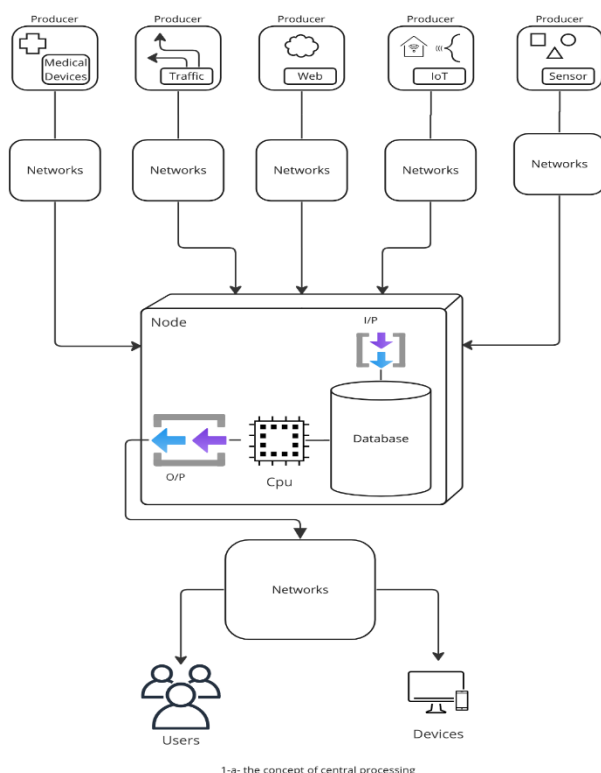 Producer
Producer
Producer
Producer
Producer
Medical
Devices
Traffic
Web
IoT
Sensor
Networks
Networks
Networks
Networks
Networks
Node
I/P
Database
O/P
Cpu
Networks
Users
Devices
1-a- the concept of central processing